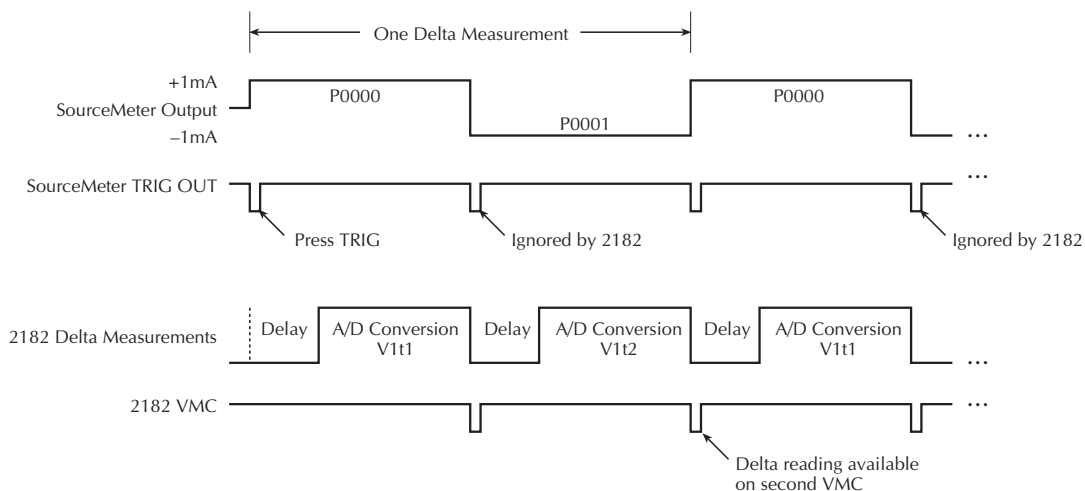 One Delta Measurement
+1mA
SourceMeter Output
–1mA
P0000
P0001
P0000
...
SourceMeter TRIG OUT
...
Press TRIG
Ignored by 2182
Ignored by 2182
2182 Delta Measurements
Delay
A/D Conversion
V1t1
Delay
A/D Conversion
V1t2
Delay
A/D Conversion
V1t1
...
2182 VMC
...
Delta reading available
on second VMC